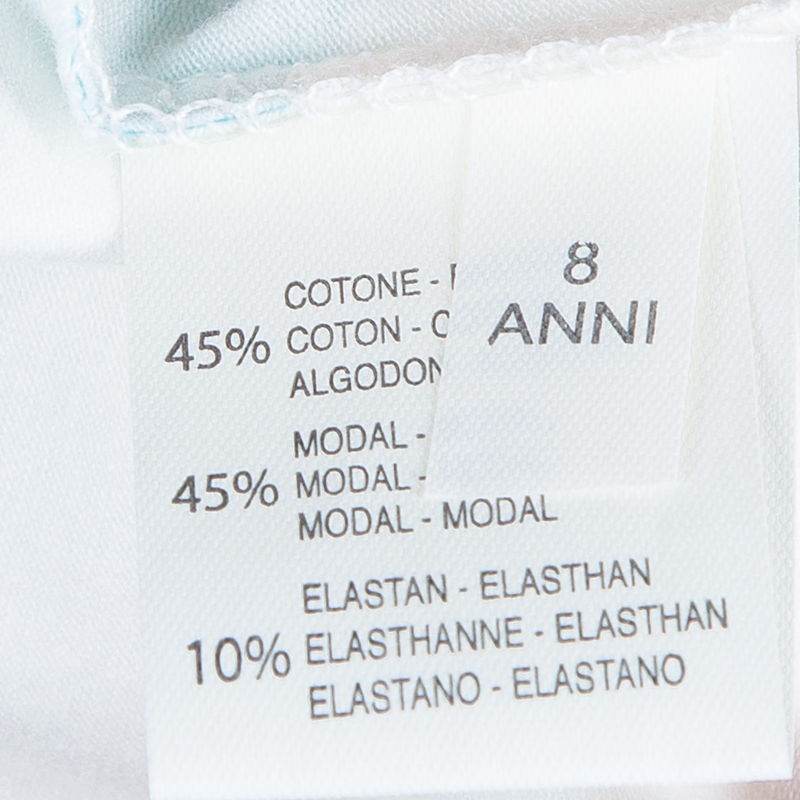 COTONE -
45% COTON -
ALGODON
MODAL -
45% MODAL -
MODAL - MODAL
ELASTAN - ELASTHAN
10% ELASTHANNE - ELASTHAN
ELASTANO - ELASTANO
8
ANNI